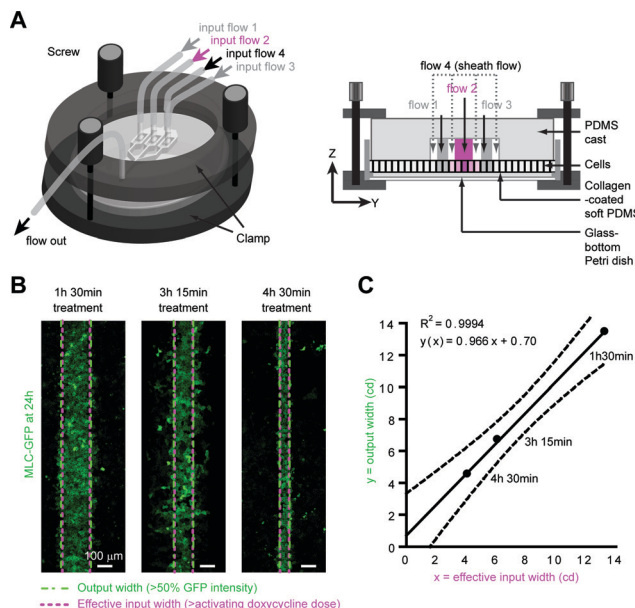 A
input flow 1
input flow 2
input flow 4
input flow 3
Screw
flow out
Clamp
flow 4 (sheath flow)
flow 2
flow 1
flow 3
Z
Y
PDMS
cast
Cells
Collagen
-coated
soft PDMS
Glass-
bottom
Petri dish
B
1h 30min
treatment
3h 15min
treatment
4h 30min
treatment
MLC-GFP at 24h
100 μm
Output width (>50% GFP intensity)
Effective input width (>activating doxycycline dose)
C
R² = 0.9994
y(x) = 0.966 x + 0.70
14
12
10
8
6
4
2
0
1h30min
3h 15min
4h 30min
0 2 4 6 8 10 12 14
y = output width (cd)
x = effective input width (cd)